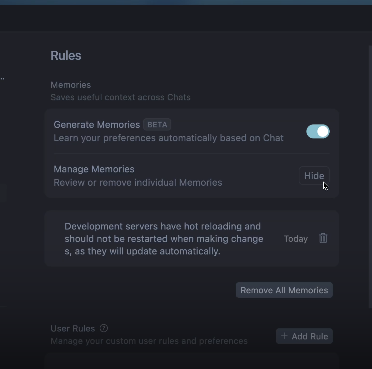 Rules
Memories
Saves useful context across Chats
Generate Memories BETA
Learn your preferences automatically based on Chat
Manage Memories
Review or remove individual Memories
Hide
Development servers have hot reloading and
should not be restarted when making change
s, as they will update automatically.
Today
Remove All Memories
User Rules
Manage your custom user rules and preferences
+ Add Rule